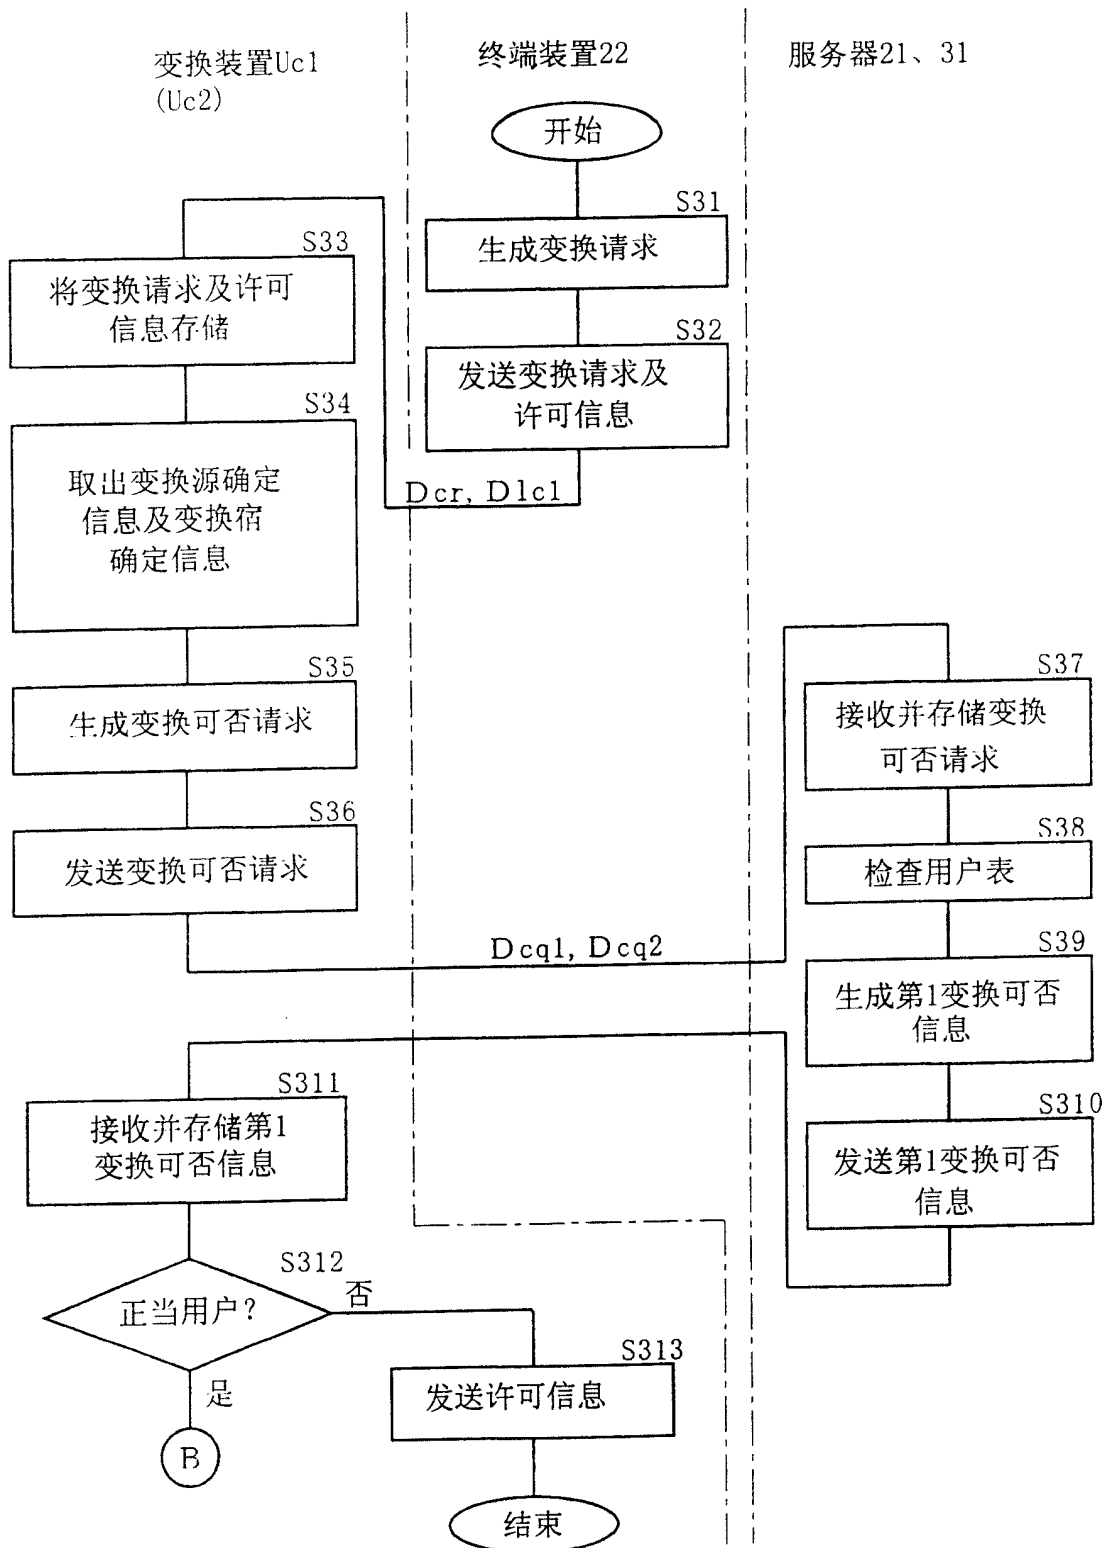 变换装置Uc1
(Uc2)
终端装置22
服务器21、31
开始
S31
生成变换请求
S32
发送变换请求及
许可信息
Dcr, Dlc1
S33
将变换请求及许可
信息存储
S34
取出变换源确定
信息及变换宿
确定信息
S35
生成变换可否请求
S36
发送变换可否请求
Dcq1, Dcq2
S37
接收并存储变换
可否请求
S38
检查用户表
S39
生成第1变换可否
信息
S310
发送第1变换可否
信息
S311
接收并存储第1
变换可否信息
S312
正当用户?
否
是
B
S313
发送许可信息
结束